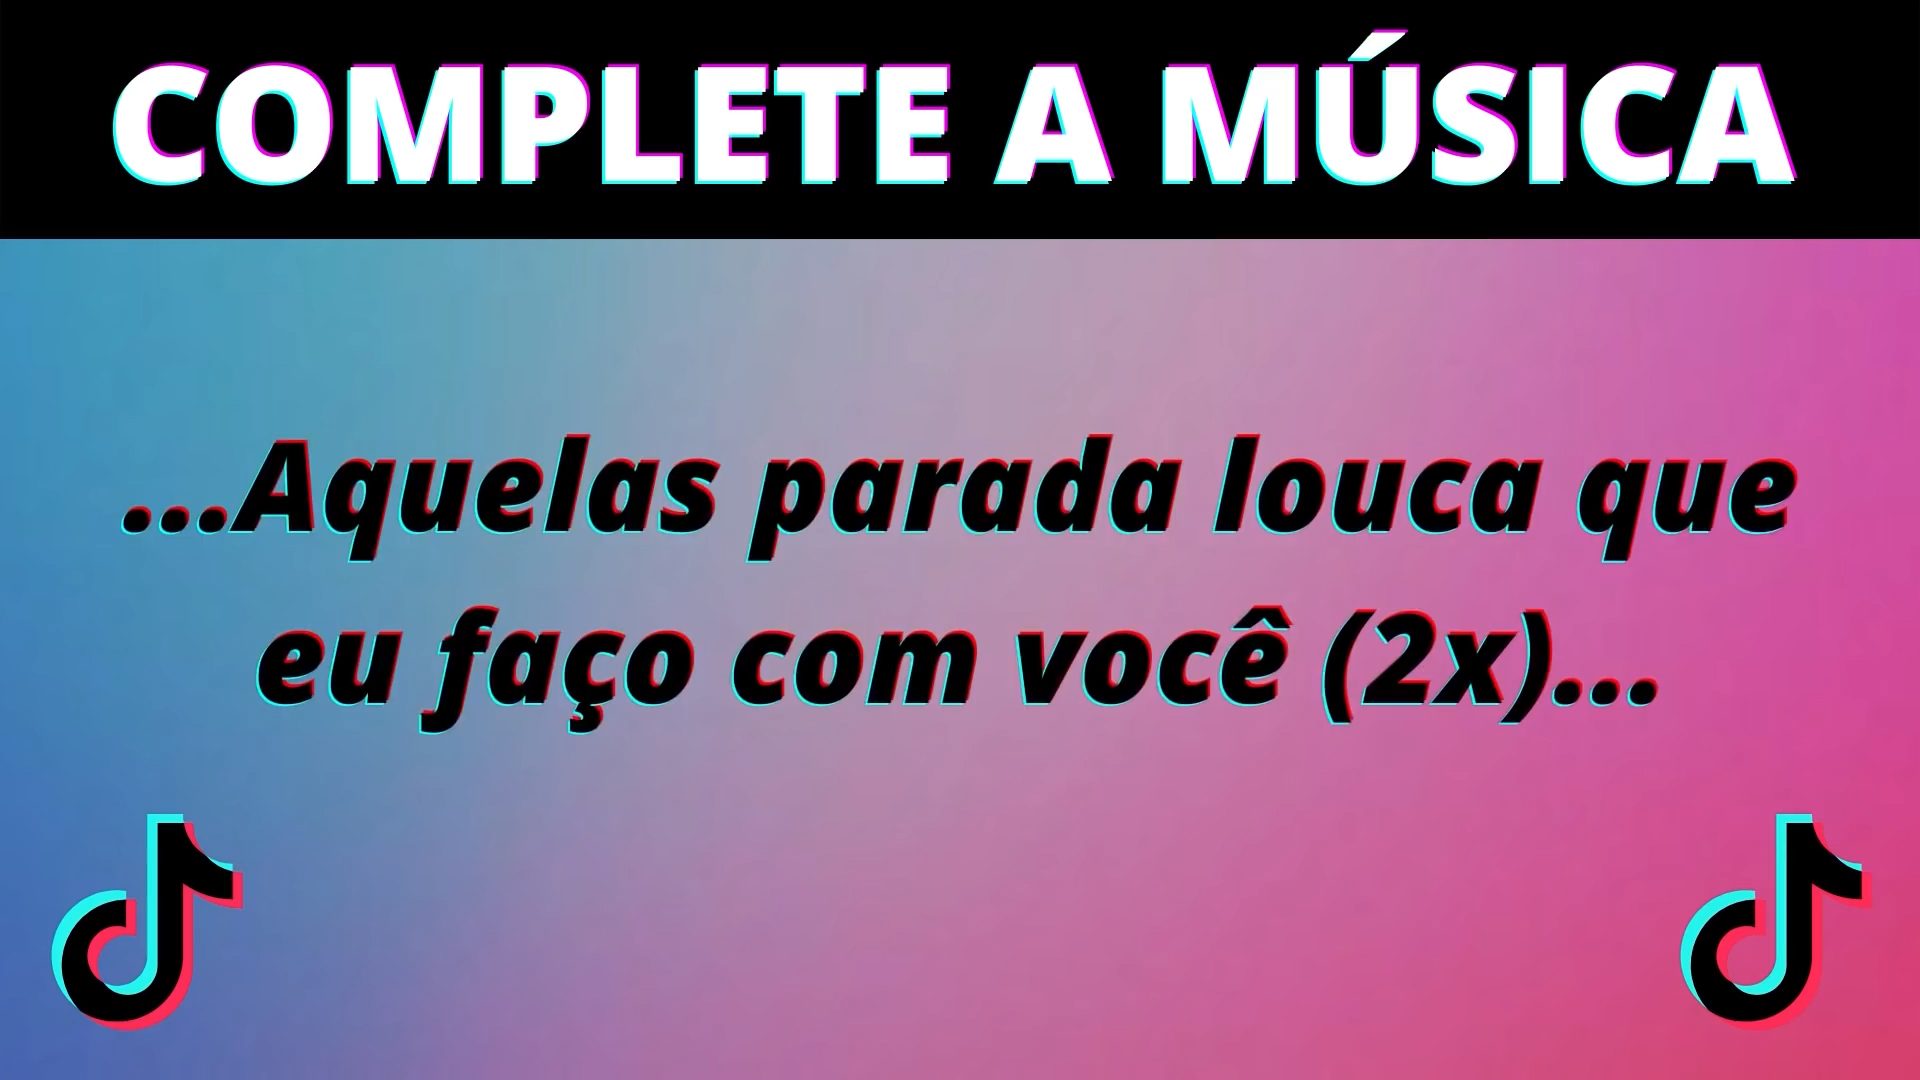 COMPLETE A MÚSICA
...Aquelas parada louca que
eu faço com você (2x)...